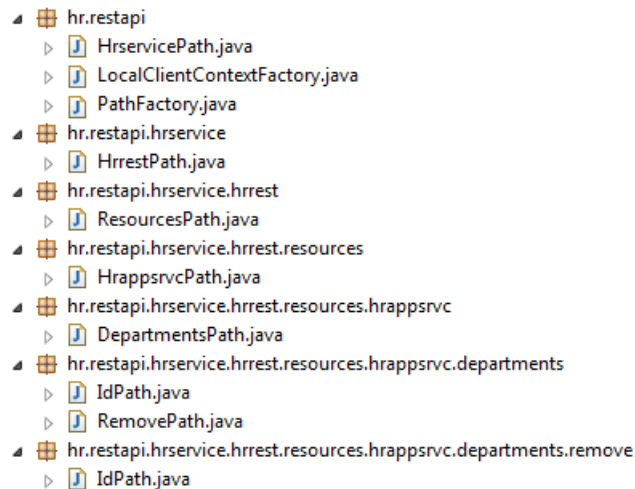 hr.restapi
HrservicePath.java
LocalClientContextFactory.java
PathFactory.java
hr.restapi.hrservice
HrrestPath.java
hr.restapi.hrservice.hrrest
ResourcesPath.java
hr.restapi.hrservice.hrrest.resources
HrappsrvcPath.java
hr.restapi.hrservice.hrrest.resources.hrappsrvc
DepartmentsPath.java
hr.restapi.hrservice.hrrest.resources.hrappsrvc.departments
IdPath.java
RemovePath.java
hr.restapi.hrservice.hrrest.resources.hrappsrvc.departments.remove
IdPath.java